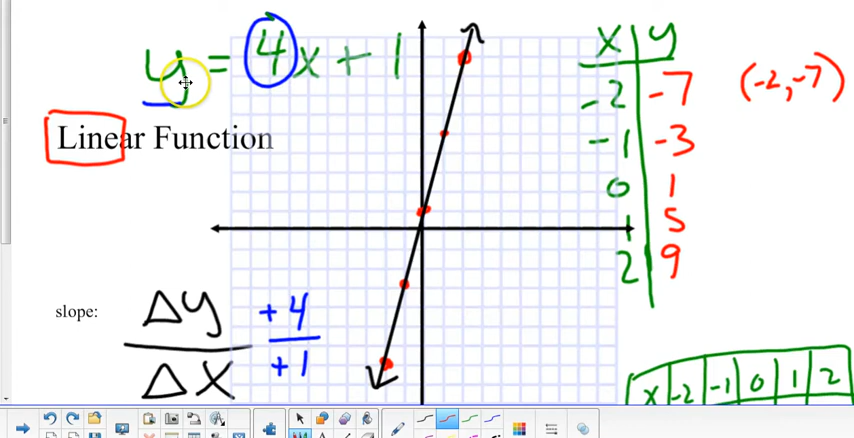 y = 4x + 1
Linear Function
x y
-2 -7 (-2, -7)
-1 -3
0 1
1 5
2 9
slope:
Δy +4
Δx +1
x -2 -1 0 1 2